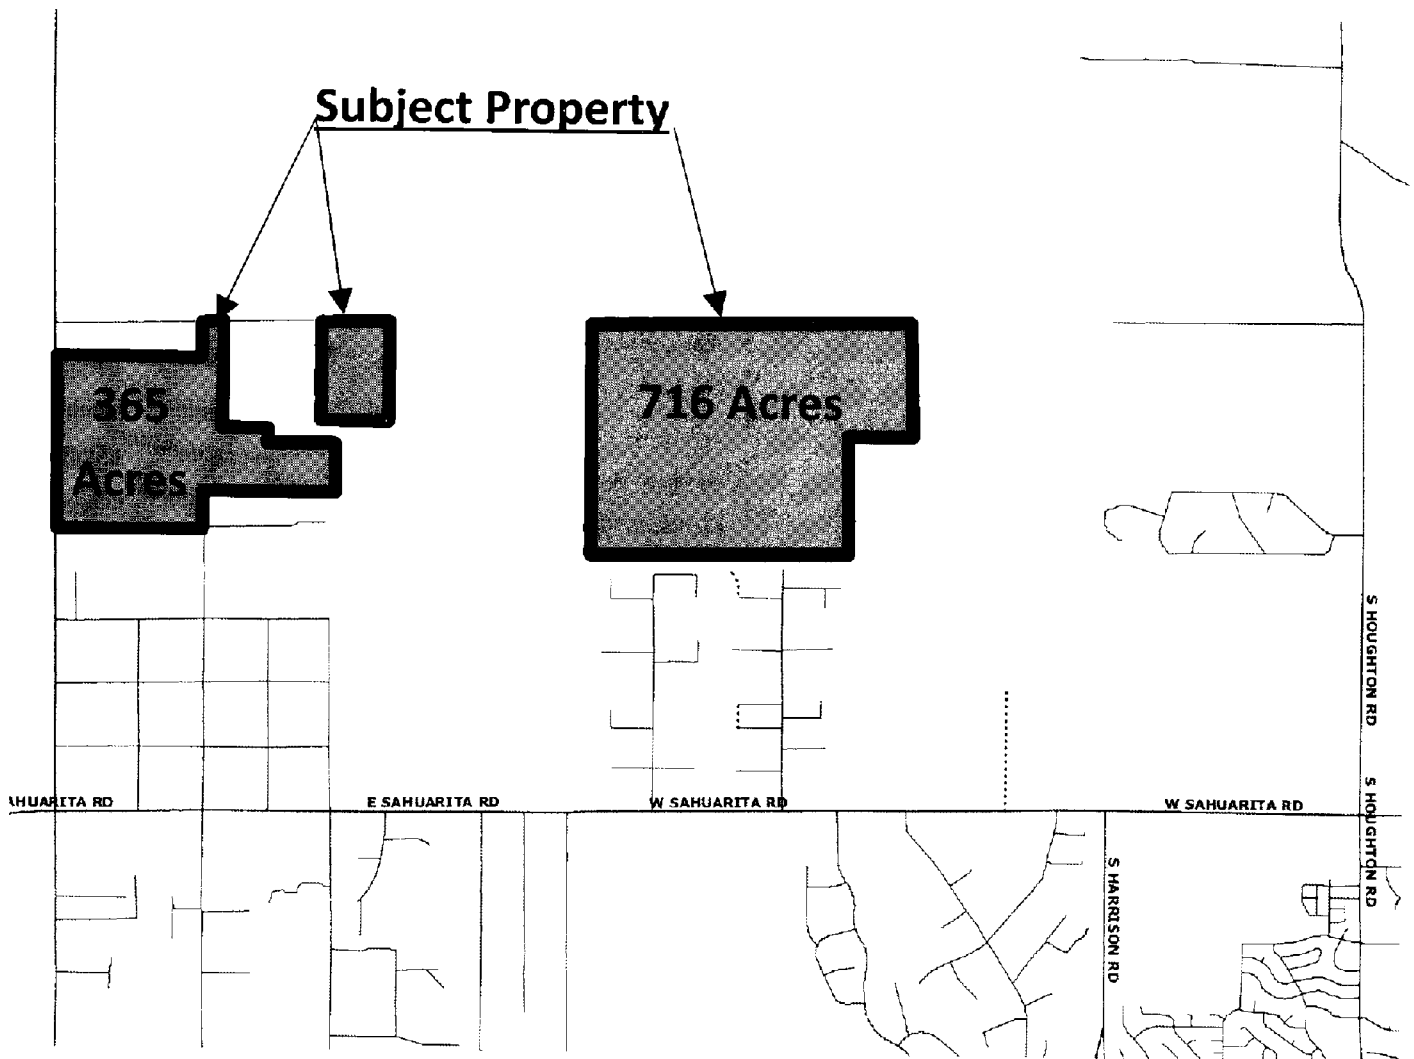 Subject Property
365
Acres
716 Acres
S HOUGHTON RD
AHUARITA RD
E SAHUARITA RD
W SAHUARITA RD
W SAHUARITA RD
S HOUGHTON RD
S HARRISON RD